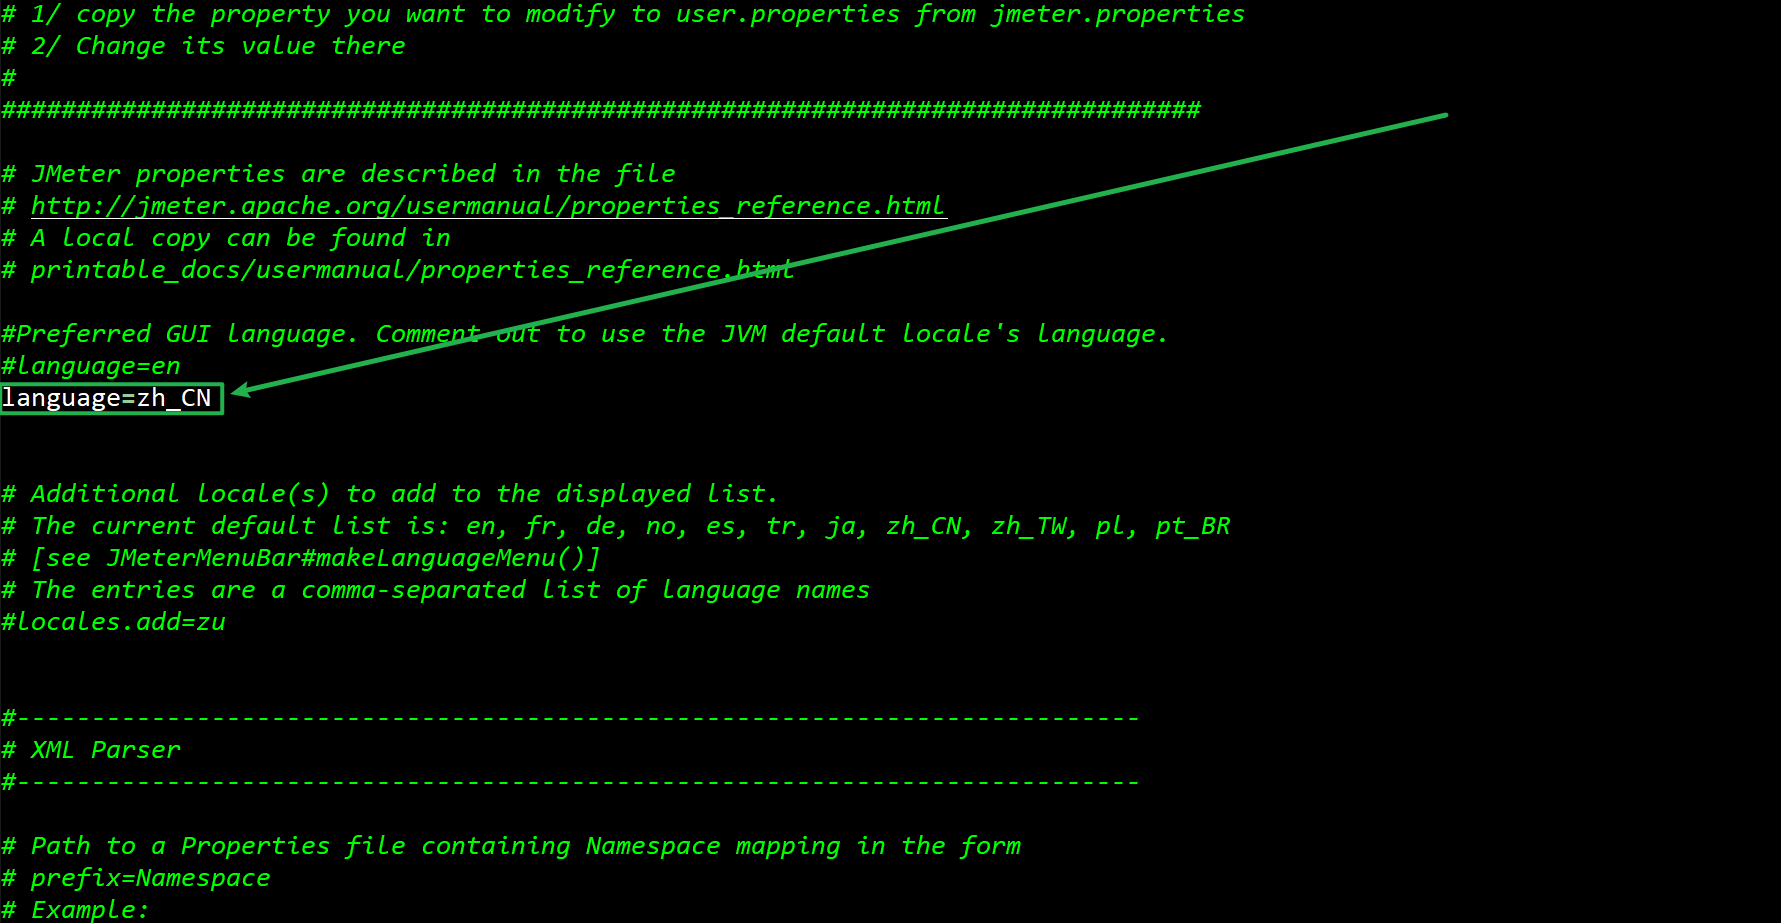 # 1/ copy the property you want to modify to user.properties from jmeter.properties
# 2/ Change its value there
#
################################################################################
# JMeter properties are described in the file
# http://jmeter.apache.org/usermanual/properties_reference.html
# A local copy can be found in
# printable_docs/usermanual/properties_reference.html
#Preferred GUI language. Comment out to use the JVM default locale's language.
#language=en
language=zh_CN
# Additional locale(s) to add to the displayed list.
# The current default list is: en, fr, de, no, es, tr, ja, zh_CN, zh_TW, pl, pt_BR
# [see JMeterMenuBar#makeLanguageMenu()]
# The entries are a comma-separated list of language names
#locales.add=zu
#---------------------------------------------------------------------------
# XML Parser
#---------------------------------------------------------------------------
# Path to a Properties file containing Namespace mapping in the form
# prefix=Namespace
# Example: